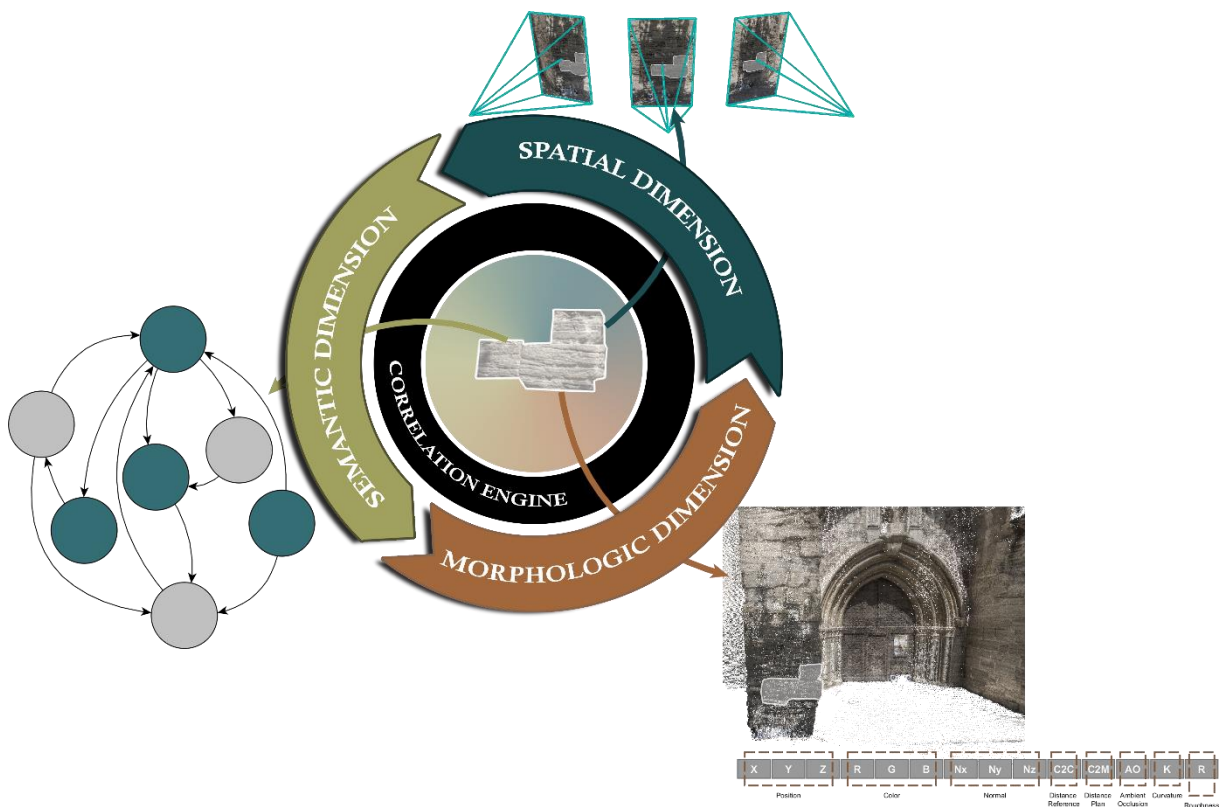 SPATIAL DIMENSION
SEMANTIC DIMENSION
CORRELATION ENGINE
MORPHOLOGIC DIMENSION
X Y Z R G B Nx Ny Nz C2C C2M AO K R
Position Color Normal Distance Reference Distance Plan Ambient Occlusion Curvature Roughness